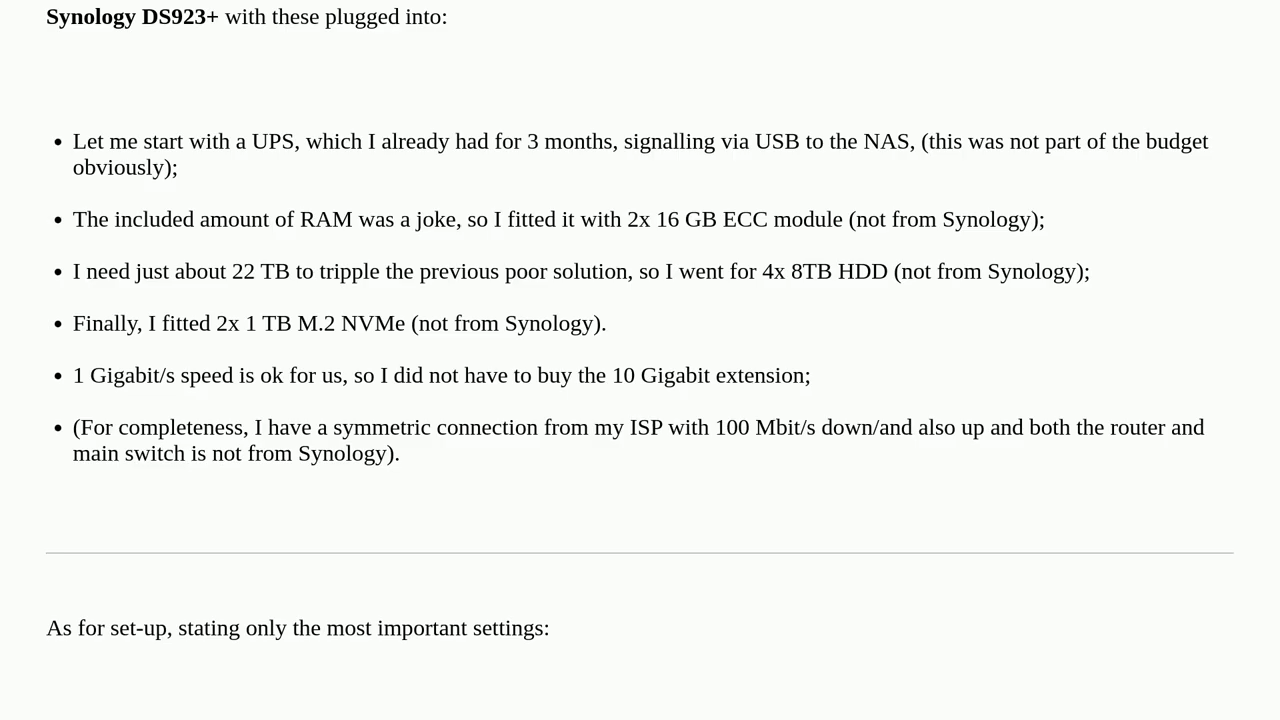 Synology DS923+ with these plugged into:
• Let me start with a UPS, which I already had for 3 months, signalling via USB to the NAS, (this was not part of the budget
obviously);
• The included amount of RAM was a joke, so I fitted it with 2x 16 GB ECC module (not from Synology);
• I need just about 22 TB to tripple the previous poor solution, so I went for 4x 8TB HDD (not from Synology);
• Finally, I fitted 2x 1 TB M.2 NVMe (not from Synology).
• 1 Gigabit/s speed is ok for us, so I did not have to buy the 10 Gigabit extension;
• (For completeness, I have a symmetric connection from my ISP with 100 Mbit/s down/and also up and both the router and
main switch is not from Synology).
As for set-up, stating only the most important settings: